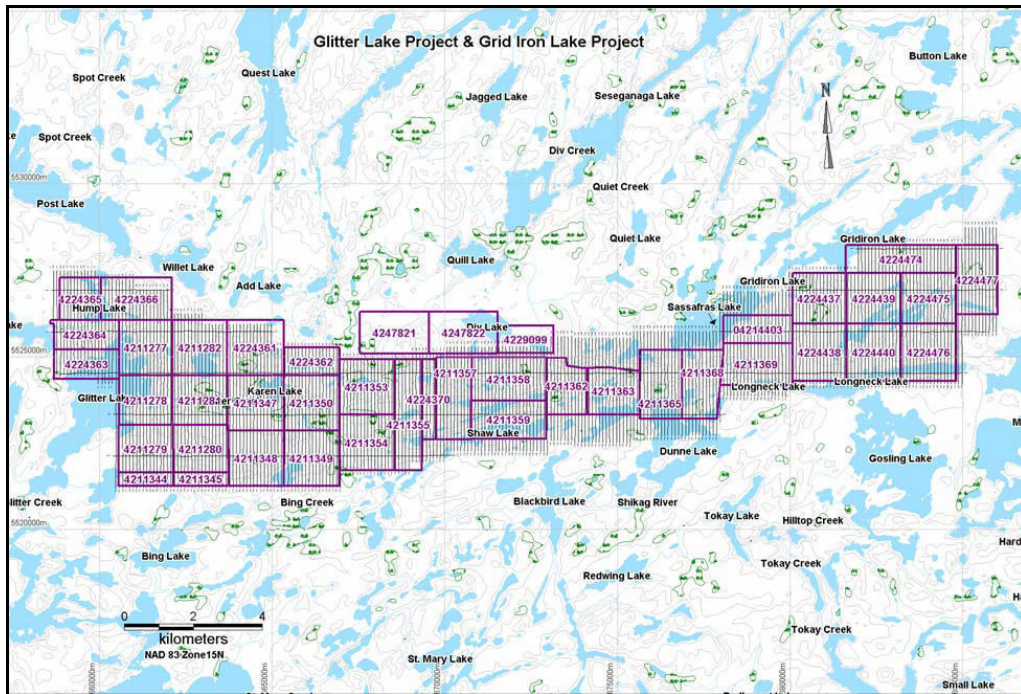 Glitter Lake Project & Grid Iron Lake Project
Button Lake
Spot Creek
Quest Lake
Jagged Lake
Seseganaga Lake
N
Spot Creek
Div Creek
5530000m
Quiet Creek
Post Lake
Quiet Lake
Gridiron Lake
Quill Lake
4224474
Willet Lake
Gridiron Lake
4224477
Add Lake
4224365
4224366
4224437
4224439
4224475
Hump Lake
Sassafras Lake
Div Lake
4247821
4247822
04214403
4224364
4229099
4211277
4211282
4224361
4224438
4224440
4224476
5525000m
4224363
4224362
4211369
4211357
4211358
4211368
4224370
4211353
4211362
4211363
Longneck Lake
Longneck Lake
Karen Lake
4211278
4211347
4211350
4211365
4211359
4211355
4211354
Shaw Lake
4211279
4211280
4211348
4211349
Dunne Lake
Gosling Lake
4211344
4211345
Bing Creek
Blackbird Lake
Shikag River
Tokay Lake
Hilltop Creek
5520000m
Bing Lake
Tokay Creek
Redwing Lake
0
2
4
kilometers
NAD 83 Zone15N
Tokay Creek
St. Mary Lake
Small Lake